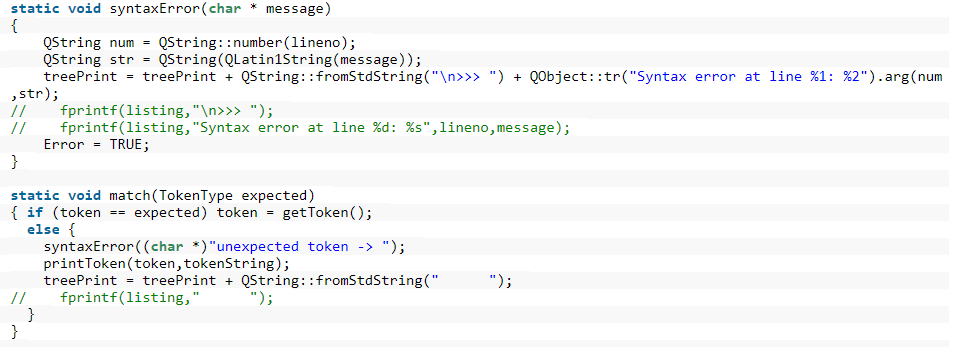 static void syntaxError(char * message)
{
    QString num = QString::number(lineno);
    QString str = QString(QLatin1String(message));
    treePrint = treePrint + QString::fromStdString("\n>>> ") + QObject::tr("Syntax error at line %1: %2").arg(num
,str);
//    fprintf(listing,"\n>>> ");
//    fprintf(listing,"Syntax error at line %d: %s",lineno,message);
    Error = TRUE;
}
static void match(TokenType expected)
{ if (token == expected) token = getToken();
  else {
    syntaxError((char *)"unexpected token -> ");
    printToken(token,tokenString);
    treePrint = treePrint + QString::fromStdString("      ");
//    fprintf(listing,"      ");
  }
}